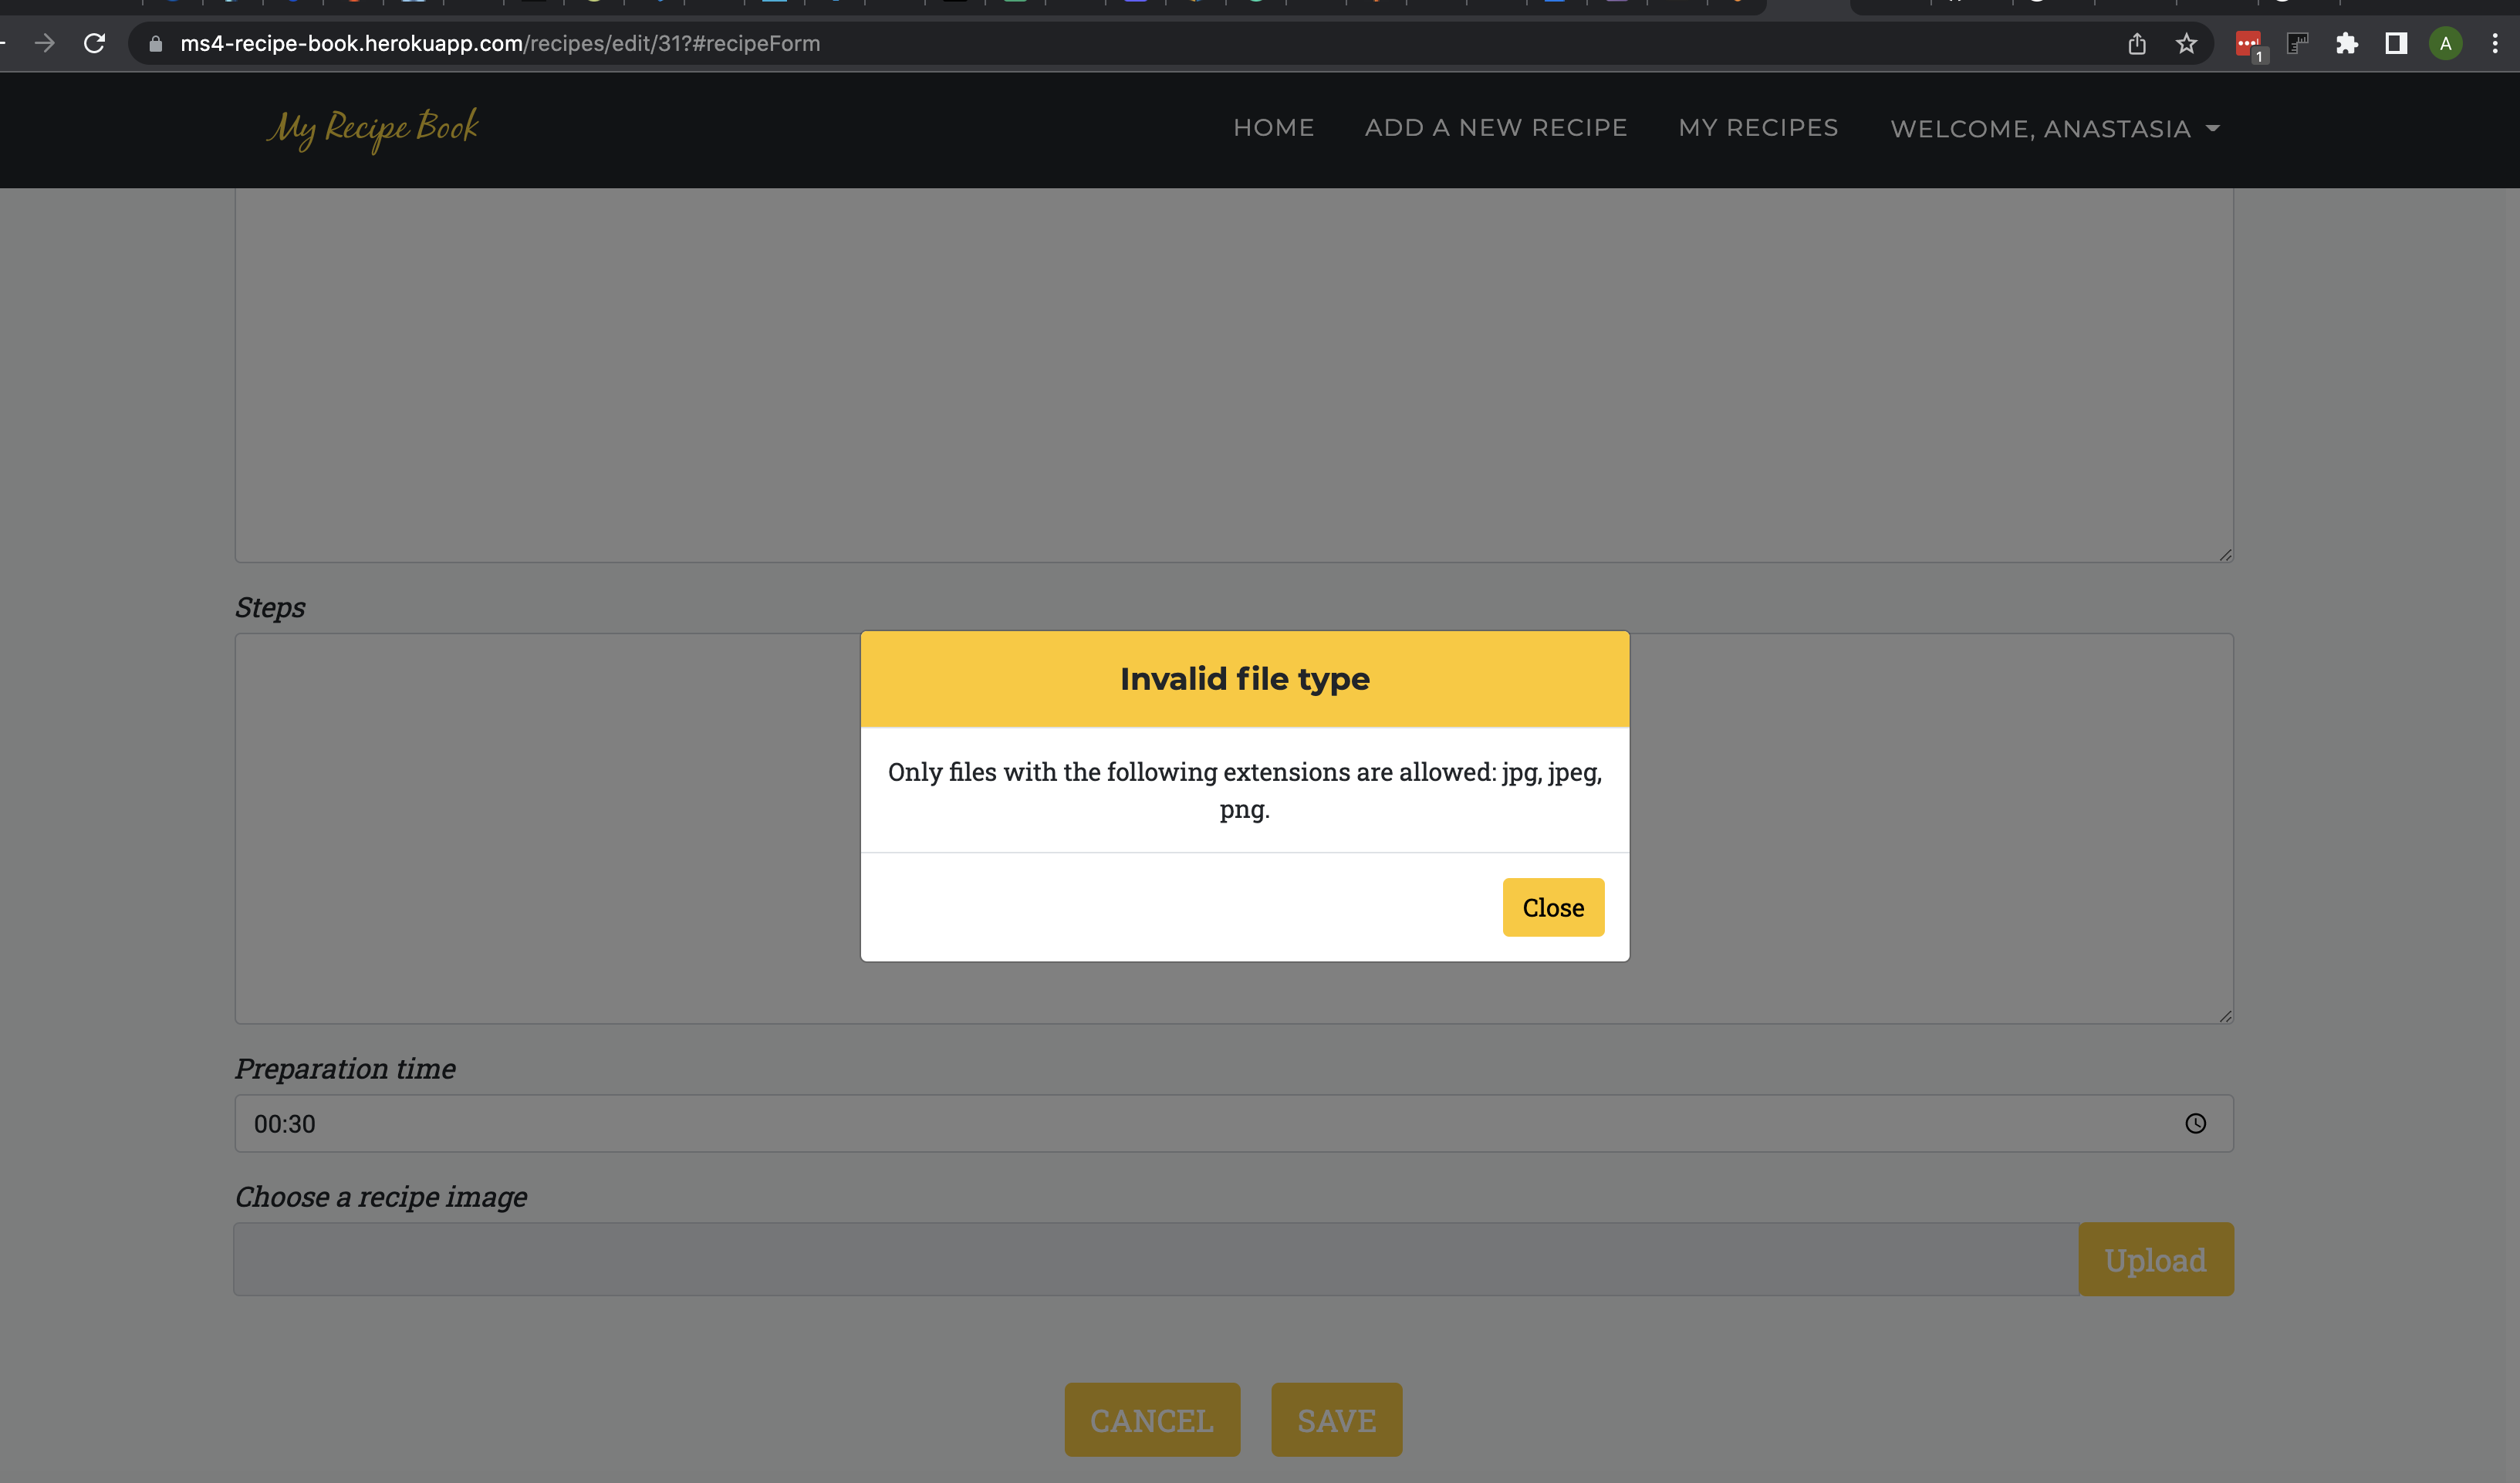 ms4-recipe-book.herokuapp.com/recipes/edit/31?#recipeForm
1
A
My Recipe Book
HOME
ADD A NEW RECIPE
MY RECIPES
WELCOME, ANASTASIA
Steps
Invalid file type
Only files with the following extensions are allowed: jpg, jpeg,
png.
Close
Preparation time
00:30
Choose a recipe image
Upload
CANCEL
SAVE